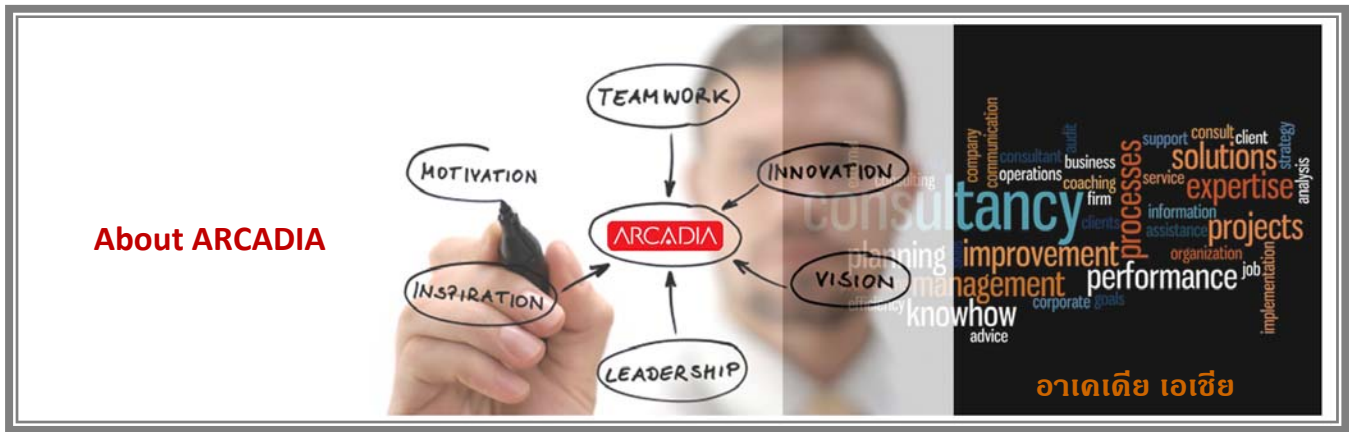 About ARCADIA
TEAMWORK
MOTIVATION
INNOVATION
ARCADIA
INSPIRATION
VISION
LEADERSHIP
company
communication
consultant
audit
business
operations
coaching
firm
support
consult
client
strategy
solutions
analysis
service
expertise
processes
consulting
consultancy
clients
information
assistance
projects
planning
improvement
organization
management
performance
job
implementation
efficiency
knowhow
corporate
goals
advice
อาเคเดีย เอเชีย